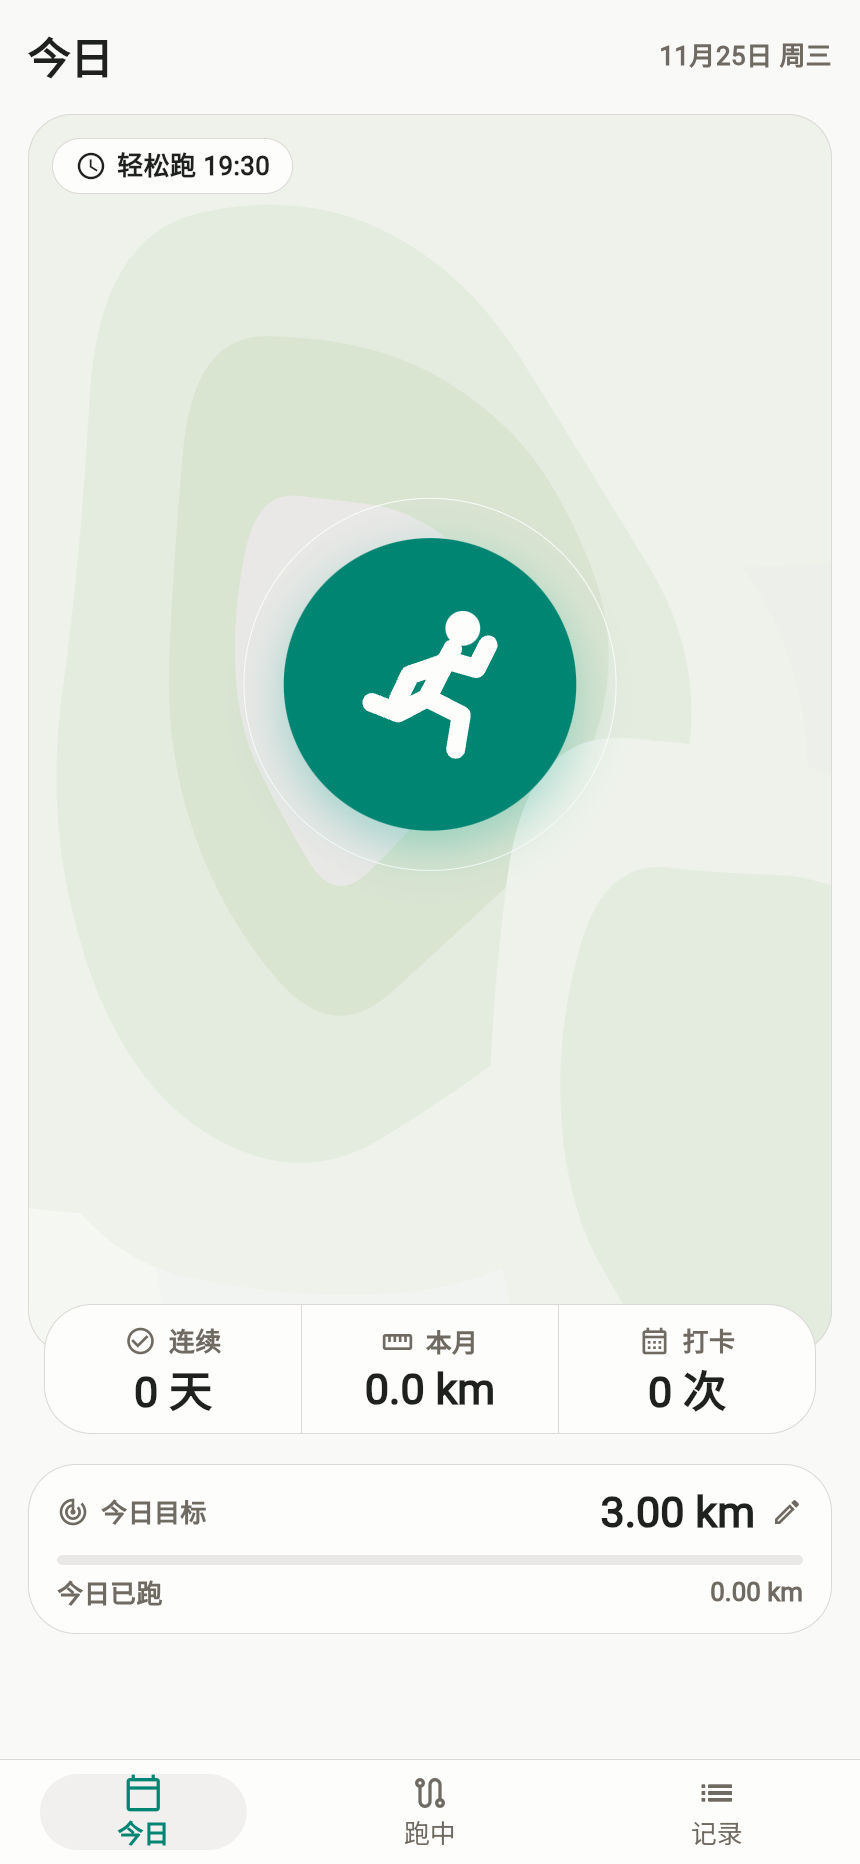 今日
11月25日 周三
轻松跑 19:30
连续
0 天
本月
0.0 km
打卡
0 次
今日目标
3.00 km
今日已跑
0.00 km
今日
跑中
记录